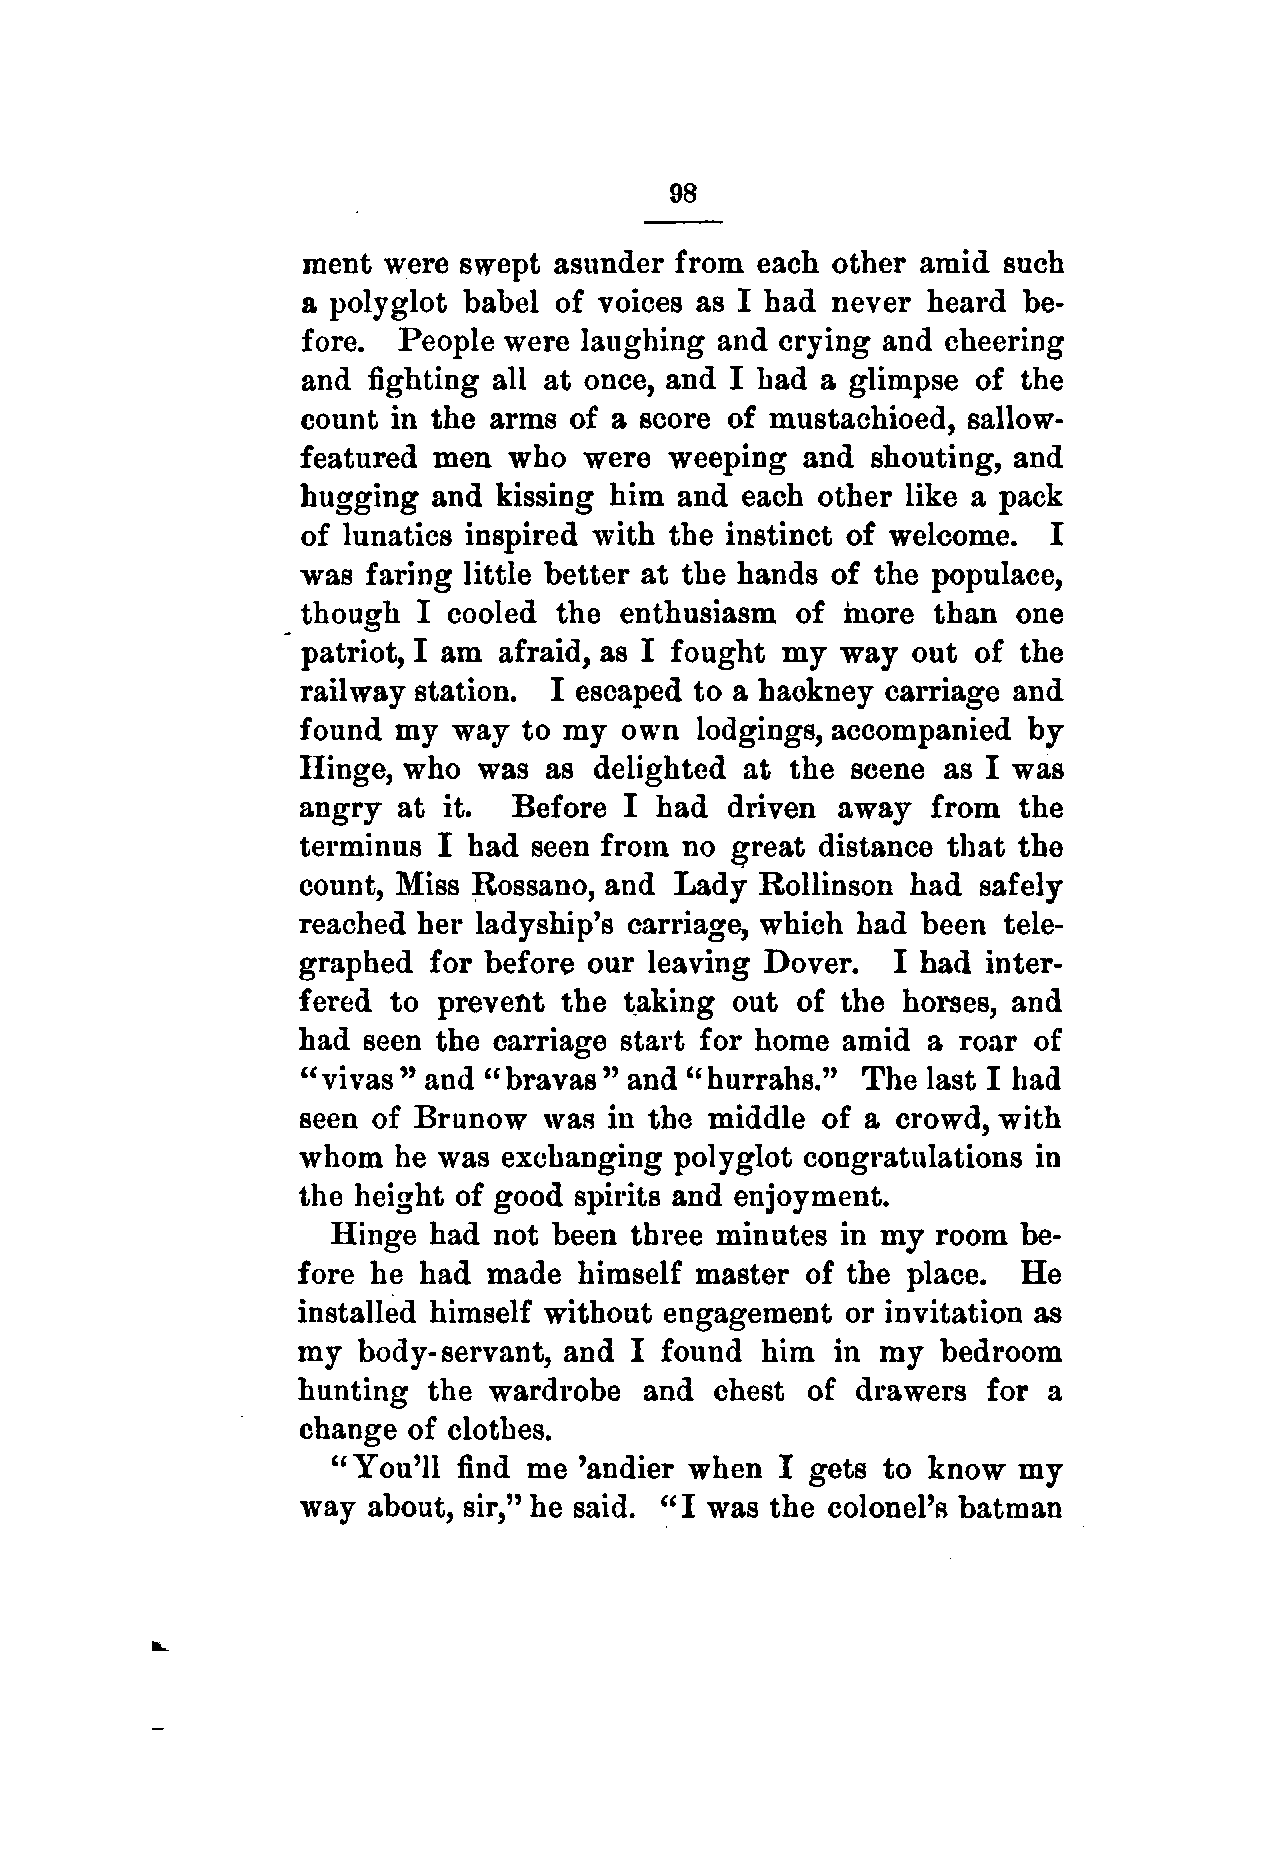 98
ment were swept asunder from each other amid such
a polyglot babel of voices as I had never heard be-
fore. People were laughing and crying and cheering
and fighting all at once, and I had a glimpse of the
count in the arms of a score of mustachioed, sallow-
featured men who were weeping and shouting, and
hugging and kissing him and each other like a pack
of lunatics inspired with the instinct of welcome. I
was faring little better at the hands of the populace,
though I cooled the enthusiasm of more than one
patriot, I am afraid, as I fought my way out of the
railway station. I escaped to a hackney carriage and
found my way to my own lodgings, accompanied by
Hinge, who was as delighted at the scene as I was
angry at it. Before I had driven away from the
terminus I had seen from no great distance that the
count, Miss Rossano, and Lady Rollinson had safely
reached her ladyship's carriage, which had been tele-
graphed for before our leaving Dover. I had inter-
fered to prevent the taking out of the horses, and
had seen the carriage start for home amid a roar of
“vivas” and “bravas” and “hurrahs.” The last I had
seen of Brunow was in the middle of a crowd, with
whom he was exchanging polyglot congratulations in
the height of good spirits and enjoyment.
Hinge had not been three minutes in my room be-
fore he had made himself master of the place. He
installed himself without engagement or invitation as
my body-servant, and I found him in my bedroom
hunting the wardrobe and chest of drawers for a
change of clothes.
“You'll find me 'andier when I gets to know my
way about, sir,” he said. “I was the colonel's batman